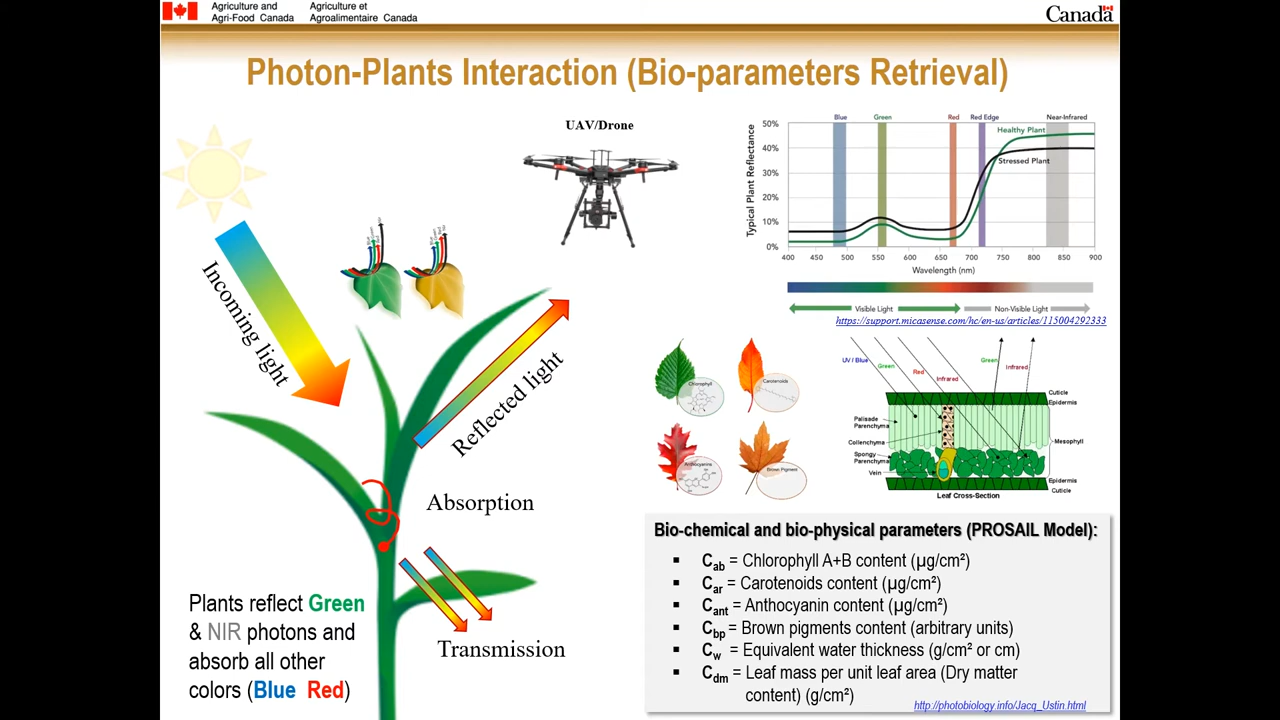 Agriculture and
Agri-Food Canada
Agriculture et
Agroalimentaire Canada
Canada
Photon-Plants Interaction (Bio-parameters Retrieval)
UAV/Drone
Incoming light
Reflected light
Absorption
Transmission
Plants reflect Green
& NIR photons and
absorb all other
colors (Blue Red)
Blue
Green
Red
Red Edge
Near-Infrared
Typical Plant Reflectance
50%
40%
30%
20%
10%
0%
Healthy Plant
Stressed Plant
400 450 500 550 600 650 700 750 800 850 900
Wavelength (nm)
Visible Light
Non-Visible Light
https://support.micasense.com/hc/en-us/articles/115004292333
Chlorophyll
Carotenoids
Anthocyanins
Brown Pigment
UV / Blue
Green
Red
Infrared
Green
Infrared
Cuticle
Epidermis
Palisade
Parenchyma
Collenchyma
Mesophyll
Spongy
Parenchyma
Vein
Epidermis
Cuticle
Leaf Cross-Section
Bio-chemical and bio-physical parameters (PROSAIL Model):
▪ Cab = Chlorophyll A+B content (µg/cm²)
▪ Car = Carotenoids content (µg/cm²)
▪ Cant = Anthocyanin content (µg/cm²)
▪ Cbp = Brown pigments content (arbitrary units)
▪ Cw = Equivalent water thickness (g/cm² or cm)
▪ Cdm = Leaf mass per unit leaf area (Dry matter
content) (g/cm²)
http://photobiology.info/Jacq_Ustin.html